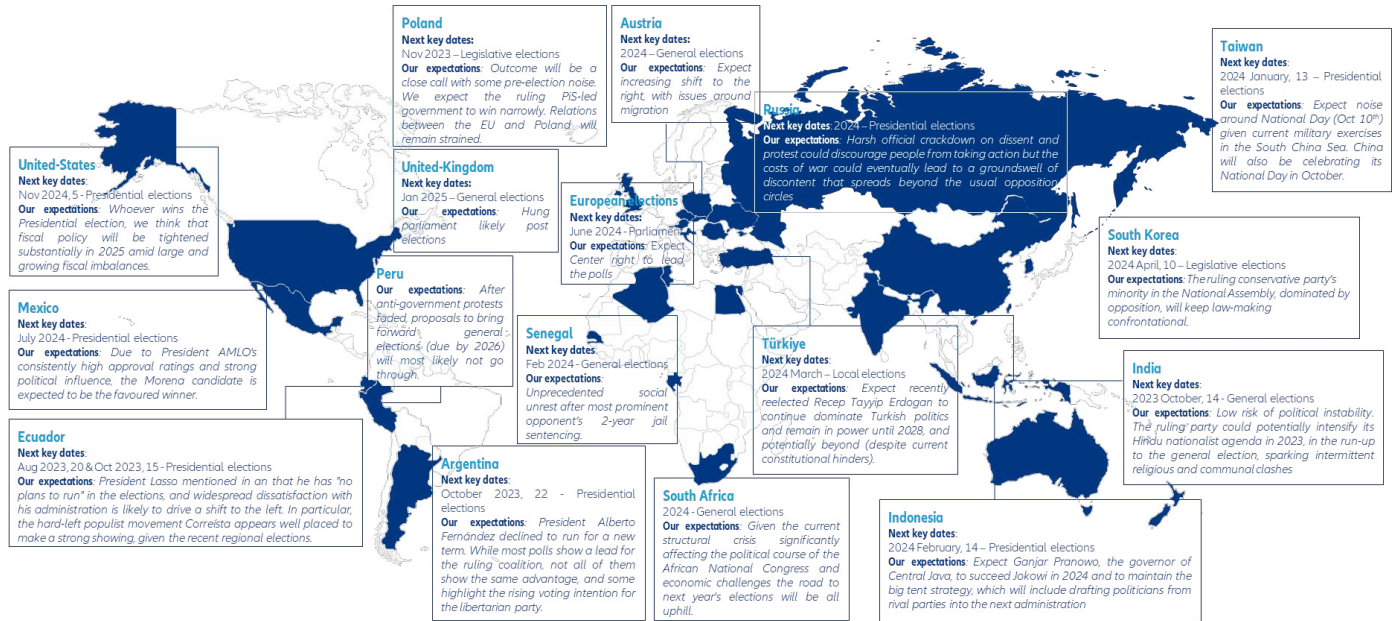 Poland
Next key dates:
Nov 2023 – Legislative elections
Our expectations: Outcome will be a
close call with some pre-election noise.
We expect the ruling PiS-led
government to win narrowly. Relations
between the EU and Poland will
remain strained.
Austria
Next key dates:
2024 – General elections
Our expectations: Expect
increasing shift to the
right, with issues around
migration
Taiwan
Next key dates:
2024 January, 13 – Presidential
elections
Our expectations: Expect noise
around National Day (Oct 10th)
given current military exercises
in the South China Sea. China
will also be celebrating its
National Day in October.
Russia
Next key dates: 2024 – Presidential elections
Our expectations: Harsh official crackdown on dissent and
protest could discourage people from taking action but the
costs of war could eventually lead to a groundswell of
discontent that spreads beyond the usual opposition
circles
United-States
Next key dates:
Nov 2024, 5 - Presidential elections
Our expectations: Whoever wins the
Presidential election, we think that
fiscal policy will be tightened
substantially in 2025 amid large and
growing fiscal imbalances.
United-Kingdom
Next key dates:
Jan 2025 – General elections
Our expectations: Hung
parliament likely post
elections
European elections
Next key dates:
June 2024 - Parliament
Our expectations: Expect
Center right to lead
the polls
South Korea
Next key dates:
2024 April, 10 – Legislative elections
Our expectations: The ruling conservative party's
minority in the National Assembly, dominated by
opposition, will keep law-making
confrontational.
Peru
Our expectations: After
anti-government protests
faded, proposals to bring
forward general
elections (due by 2026)
will most likely not go
through.
Mexico
Next key dates:
July 2024 - Presidential elections
Our expectations: Due to President AMLO's
consistently high approval ratings and strong
political influence, the Morena candidate is
expected to be the favoured winner.
Senegal
Next key dates:
Feb 2024 - General elections
Our expectations:
Unprecedented social
unrest after most prominent
opponent's 2-year jail
sentencing.
Türkiye
Next key dates:
2024 March – Local elections
Our expectations: Expect recently
reelected Recep Tayyip Erdogan to
continue dominate Turkish politics
and remain in power until 2028, and
potentially beyond (despite current
constitutional hinders).
India
Next key dates:
2023 October, 14 - General elections
Our expectations: Low risk of political instability.
The ruling party could potentially intensify its
Hindu nationalist agenda in 2023, in the run-up
to the general election, sparking intermittent
religious and communal clashes
Ecuador
Next key dates:
Aug 2023, 20 & Oct 2023, 15 - Presidential elections
Our expectations: President Lasso mentioned in an that he has "no
plans to run" in the elections, and widespread dissatisfaction with
his administration is likely to drive a shift to the left. In particular,
the hard-left populist movement Correísta appears well placed to
make a strong showing, given the recent regional elections.
Argentina
Next key dates:
October 2023, 22 - Presidential
elections
Our expectations: President Alberto
Fernández declined to run for a new
term. While most polls show a lead for
the ruling coalition, not all of them
show the same advantage, and some
highlight the rising voting intention for
the libertarian party.
South Africa
2024 - General elections
Our expectations: Given the current
structural crisis significantly
affecting the political course of the
African National Congress and
economic challenges the road to
next year's elections will be all
uphill.
Indonesia
Next key dates:
2024 February, 14 – Presidential elections
Our expectations: Expect Ganjar Pranowo, the governor of
Central Java, to succeed Jokowi in 2024 and to maintain the
big tent strategy, which will include drafting politicians from
rival parties into the next administration